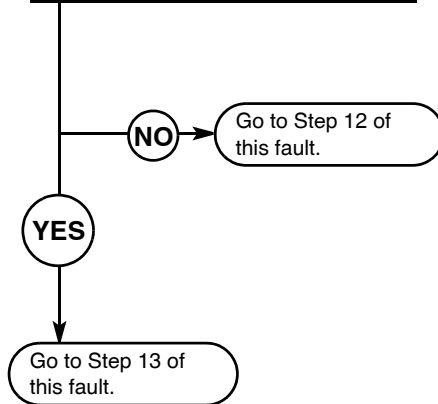 NO
Go to Step 12 of
this fault.
YES
Go to Step 13 of
this fault.